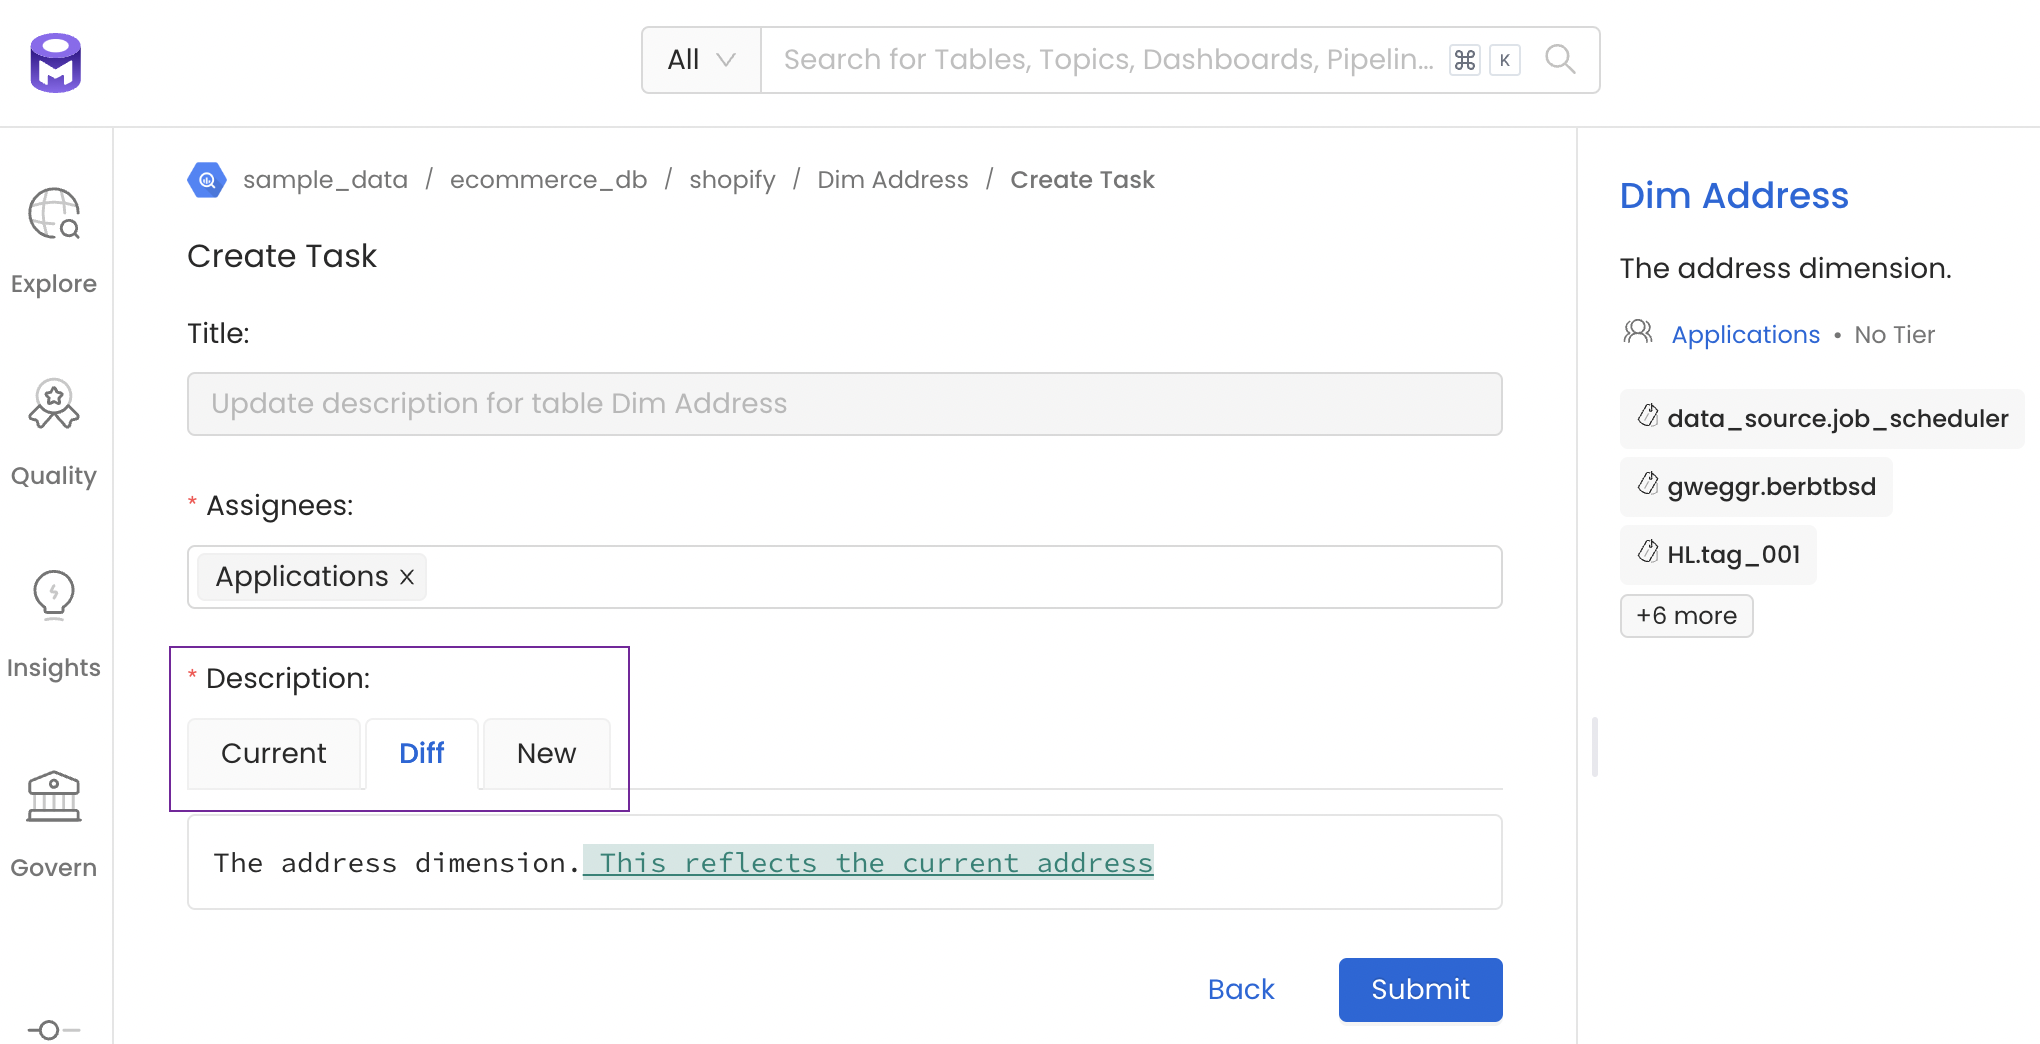 All
Search for Tables, Topics, Dashboards, Pipelin... ⌘ K
sample_data / ecommerce_db / shopify / Dim Address / Create Task
Create Task
Title:
Update description for table Dim Address
* Assignees:
Applications ×
* Description:
Current Diff New
The address dimension. This reflects the current address
Back Submit
Explore
Quality
Insights
Govern
Dim Address
The address dimension.
Applications • No Tier
data_source.job_scheduler
gweggr.berbtbsd
HL.tag_001
+6 more